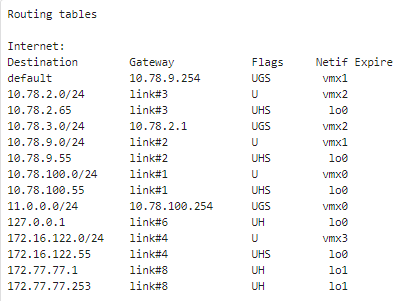 Routing tables

Internet:
Destination        Gateway            Flags     Netif Expire
default            10.78.9.254        UGS        vmx1
10.78.2.0/24       link#3             U          vmx2
10.78.2.65         link#3             UHS         lo0
10.78.3.0/24       10.78.2.1          UGS        vmx2
10.78.9.0/24       link#2             U          vmx1
10.78.9.55         link#2             UHS         lo0
10.78.100.0/24     link#1             U          vmx0
10.78.100.55       link#1             UHS         lo0
11.0.0.0/24        10.78.100.254      UGS        vmx0
127.0.0.1          link#6             UH          lo0
172.16.122.0/24    link#4             U          vmx3
172.16.122.55      link#4             UHS         lo0
172.77.77.1        link#8             UH          lo1
172.77.77.253      link#8             UH          lo1